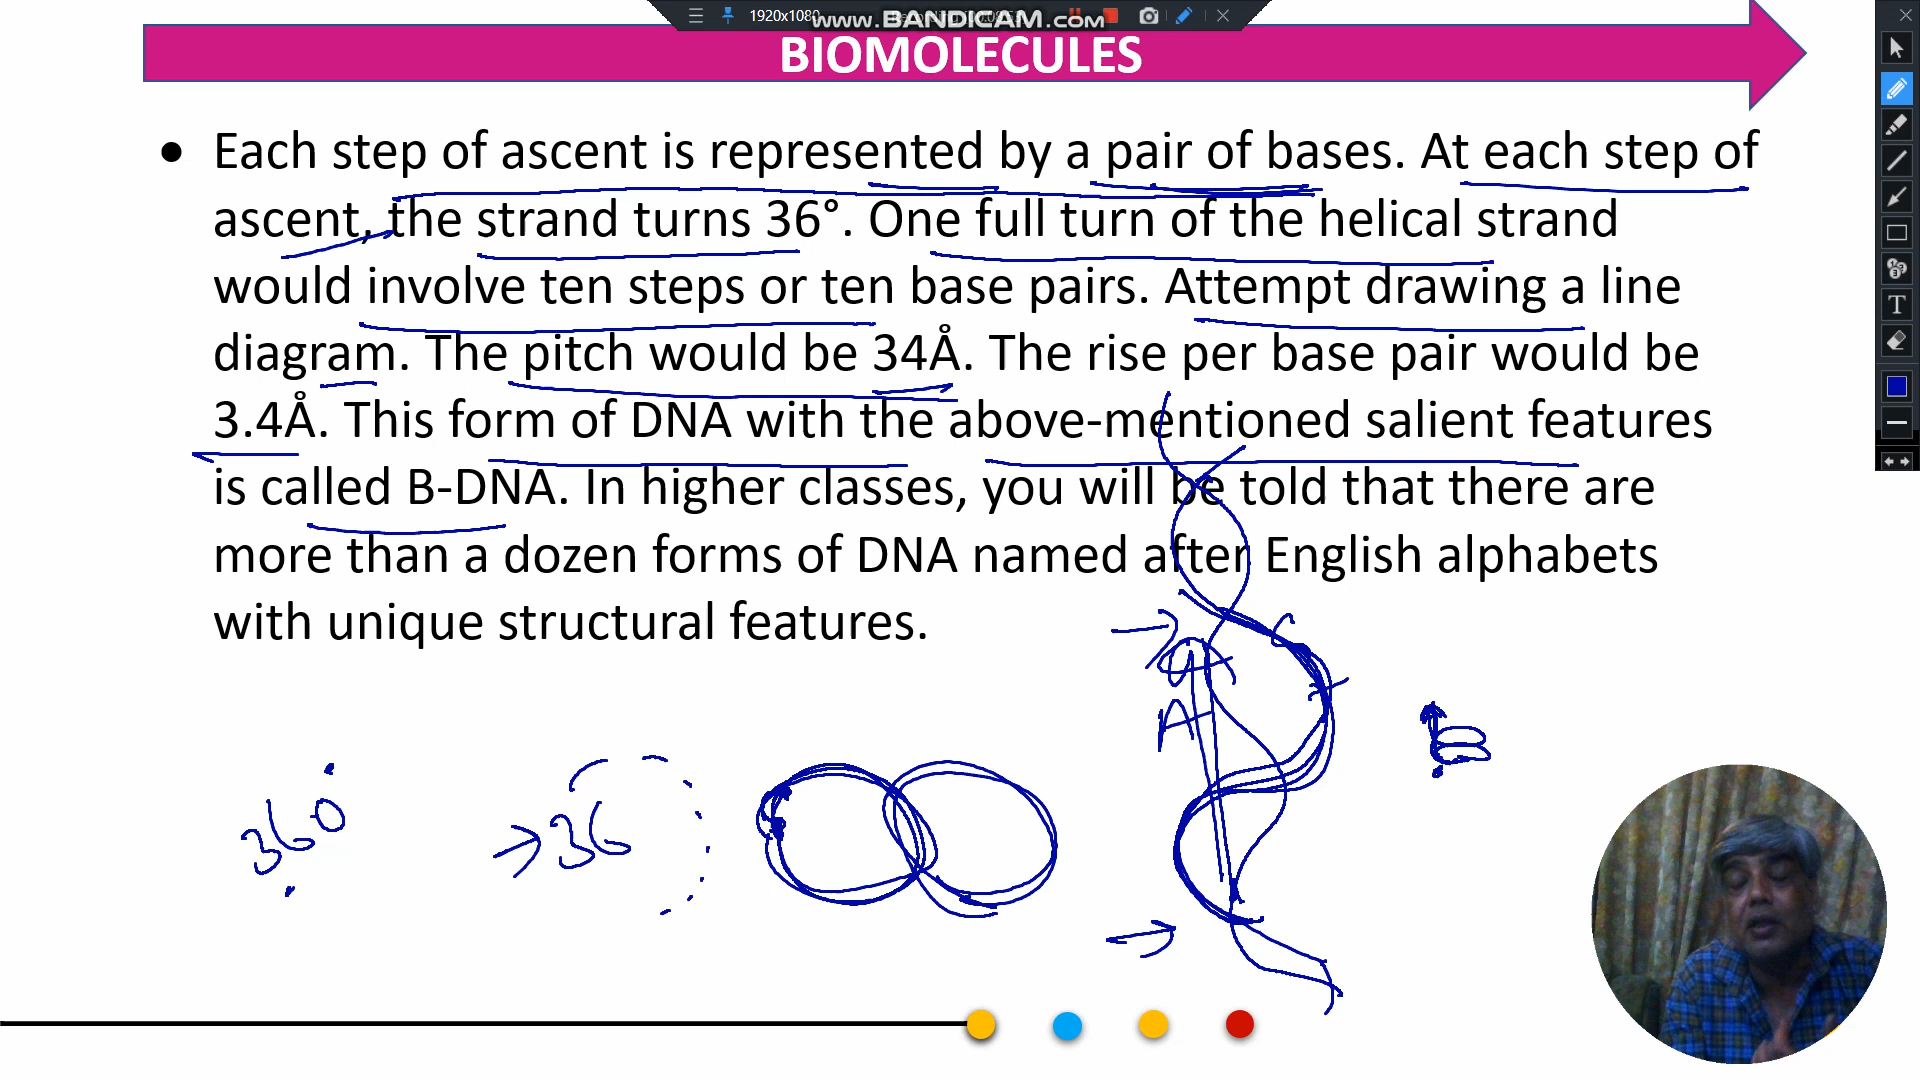 1920x1080
www.BANDICAM.com
BIOMOLECULES
• Each step of ascent is represented by a pair of bases. At each step of
ascent, the strand turns 36°. One full turn of the helical strand
would involve ten steps or ten base pairs. Attempt drawing a line
diagram. The pitch would be 34Å. The rise per base pair would be
3.4Å. This form of DNA with the above-mentioned salient features
is called B-DNA. In higher classes, you will be told that there are
more than a dozen forms of DNA named after English alphabets
with unique structural features.
360
36